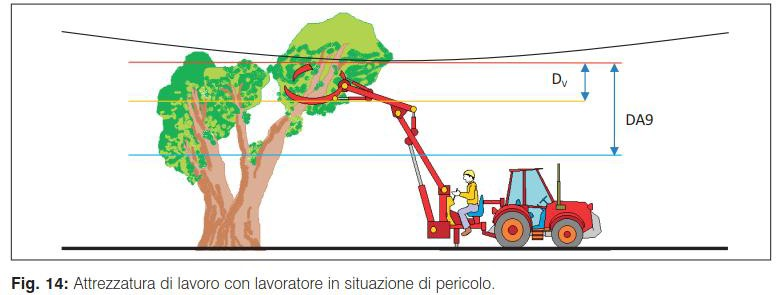 Dv
DA9
Fig. 14: Attrezzatura di lavoro con lavoratore in situazione di pericolo.